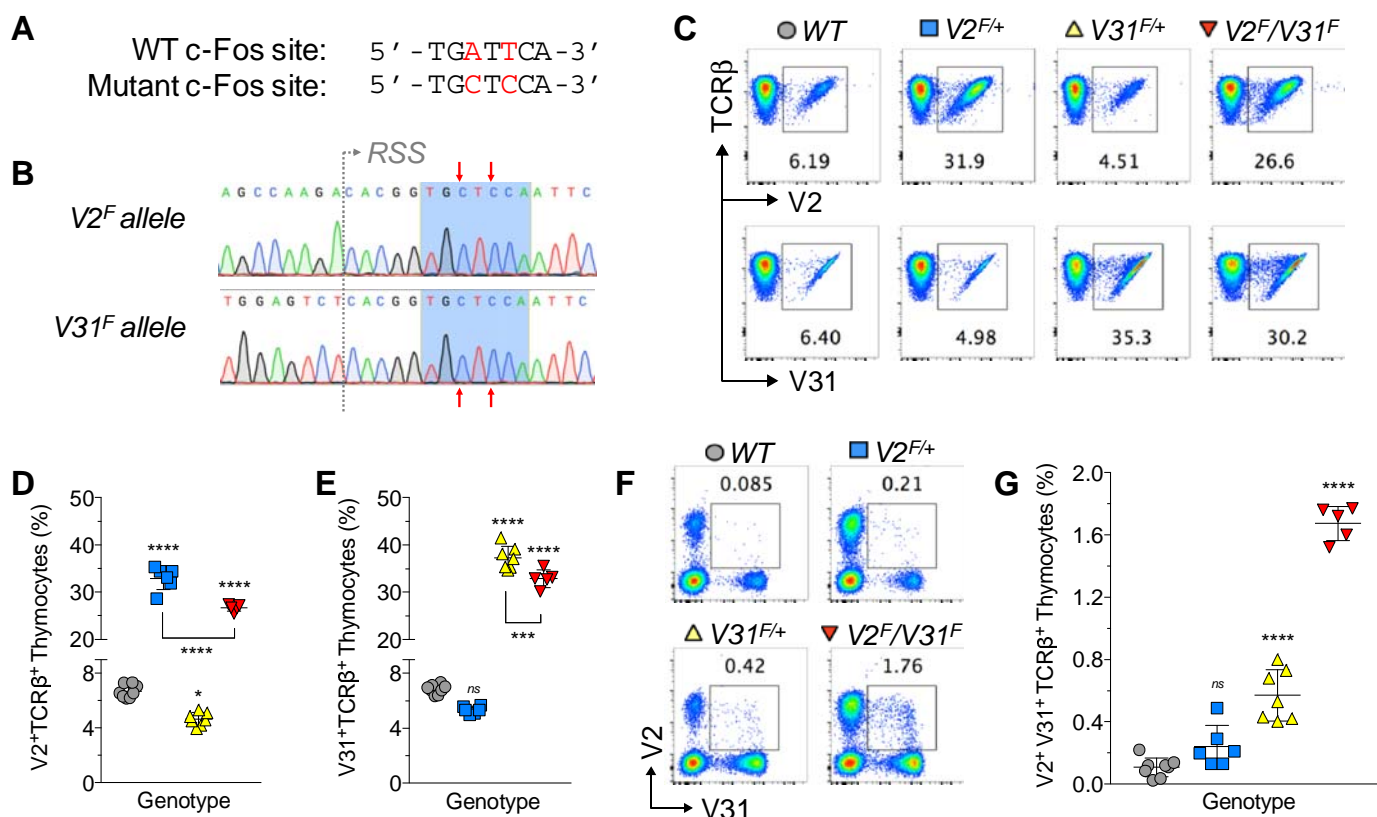 A
WT c-Fos site: 5′-TGATTCA-3′
Mutant c-Fos site: 5′-TGCTCCA-3′
B
RSS
A G C C A A G A C A C G G T G C T C C A A T T C
V2F allele
T G G A G T C T C A C G G T G C T C C A A T T C
V31F allele
C
WT V2F/+ V31F/+ V2F/V31F
TCRβ
6.19 31.9 4.51 26.6
V2
6.40 4.98 35.3 30.2
V31
D
V2+TCRβ+ Thymocytes (%)
50
40
30
20
8
4
0
****
****
****
*
Genotype
E
V31+TCRβ+ Thymocytes (%)
50
40
30
20
8
4
0
****
****
***
ns
Genotype
F
WT V2F/+
0.085 0.21
V31F/+ V2F/V31F
0.42 1.76
V2
V31
G
V2+ V31+ TCRβ+ Thymocytes (%)
2.0
1.6
1.2
0.8
0.4
0.0
****
****
ns
Genotype